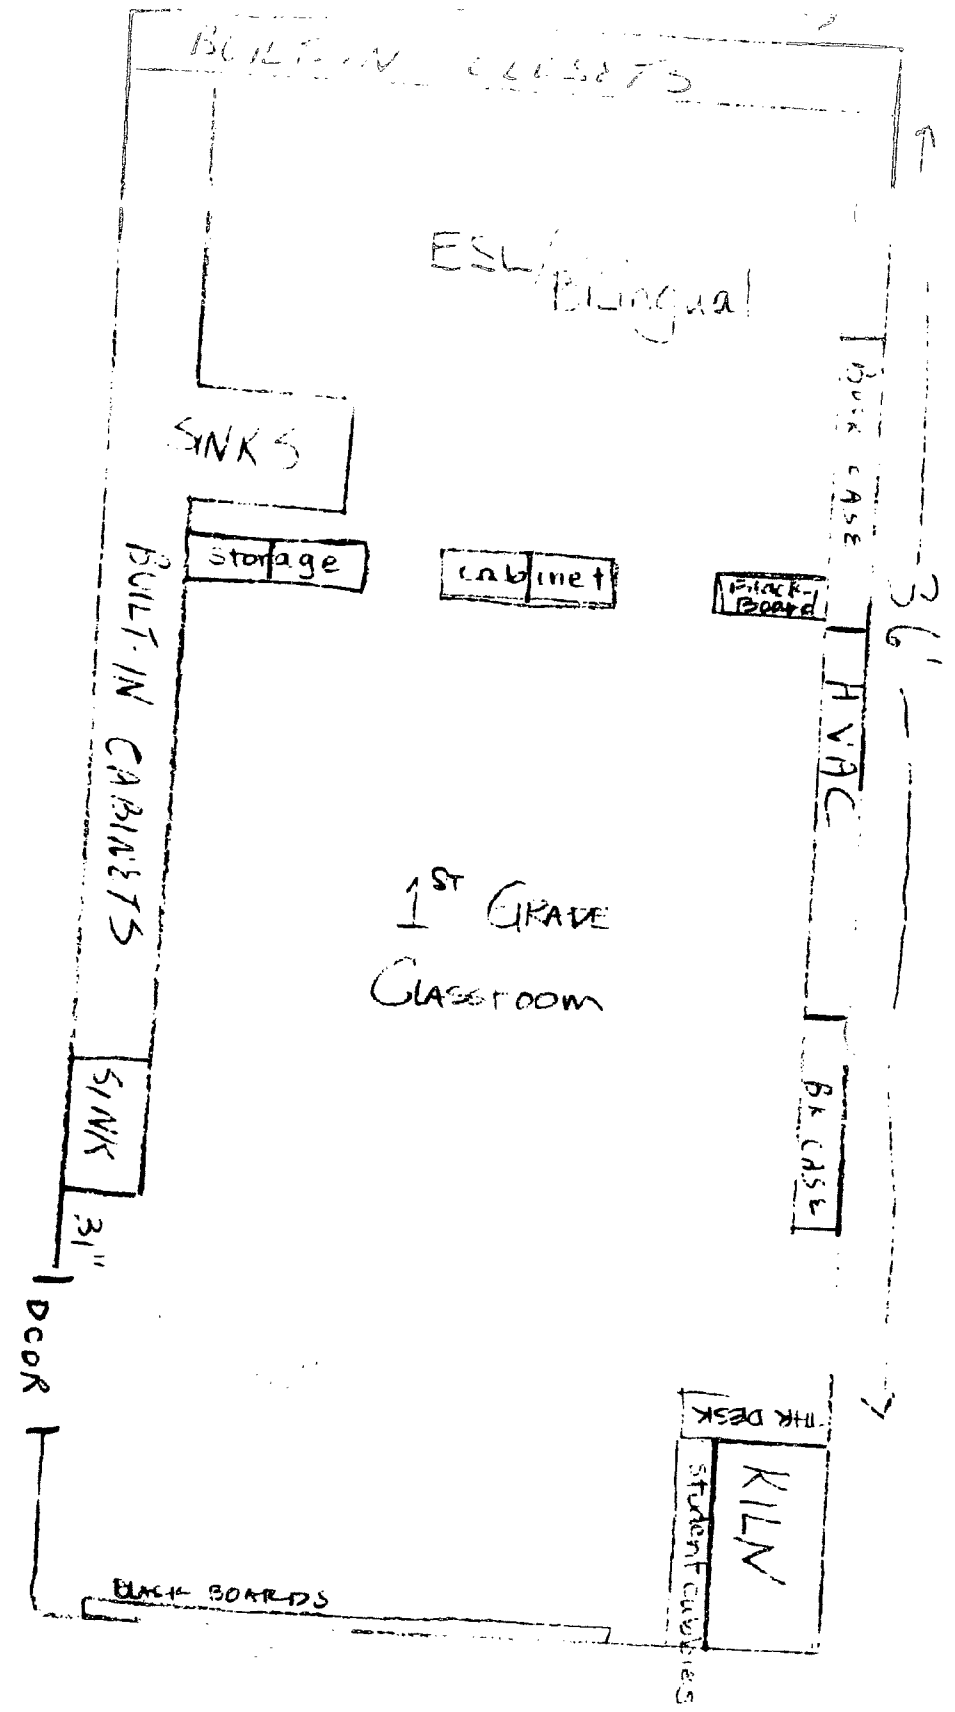 BUILT-IN CLOSETS
ESL/
Bilingual
BOOK CASE
SINKS
storage
cabinet
Black-
Board
36'
BUILT-IN CABINETS
HVAC
1ST GRADE
CLASSROOM
SINK
BK CASE
31"
DOOR
THR DESK
KILN
student cubbies
BLACK BOARDS